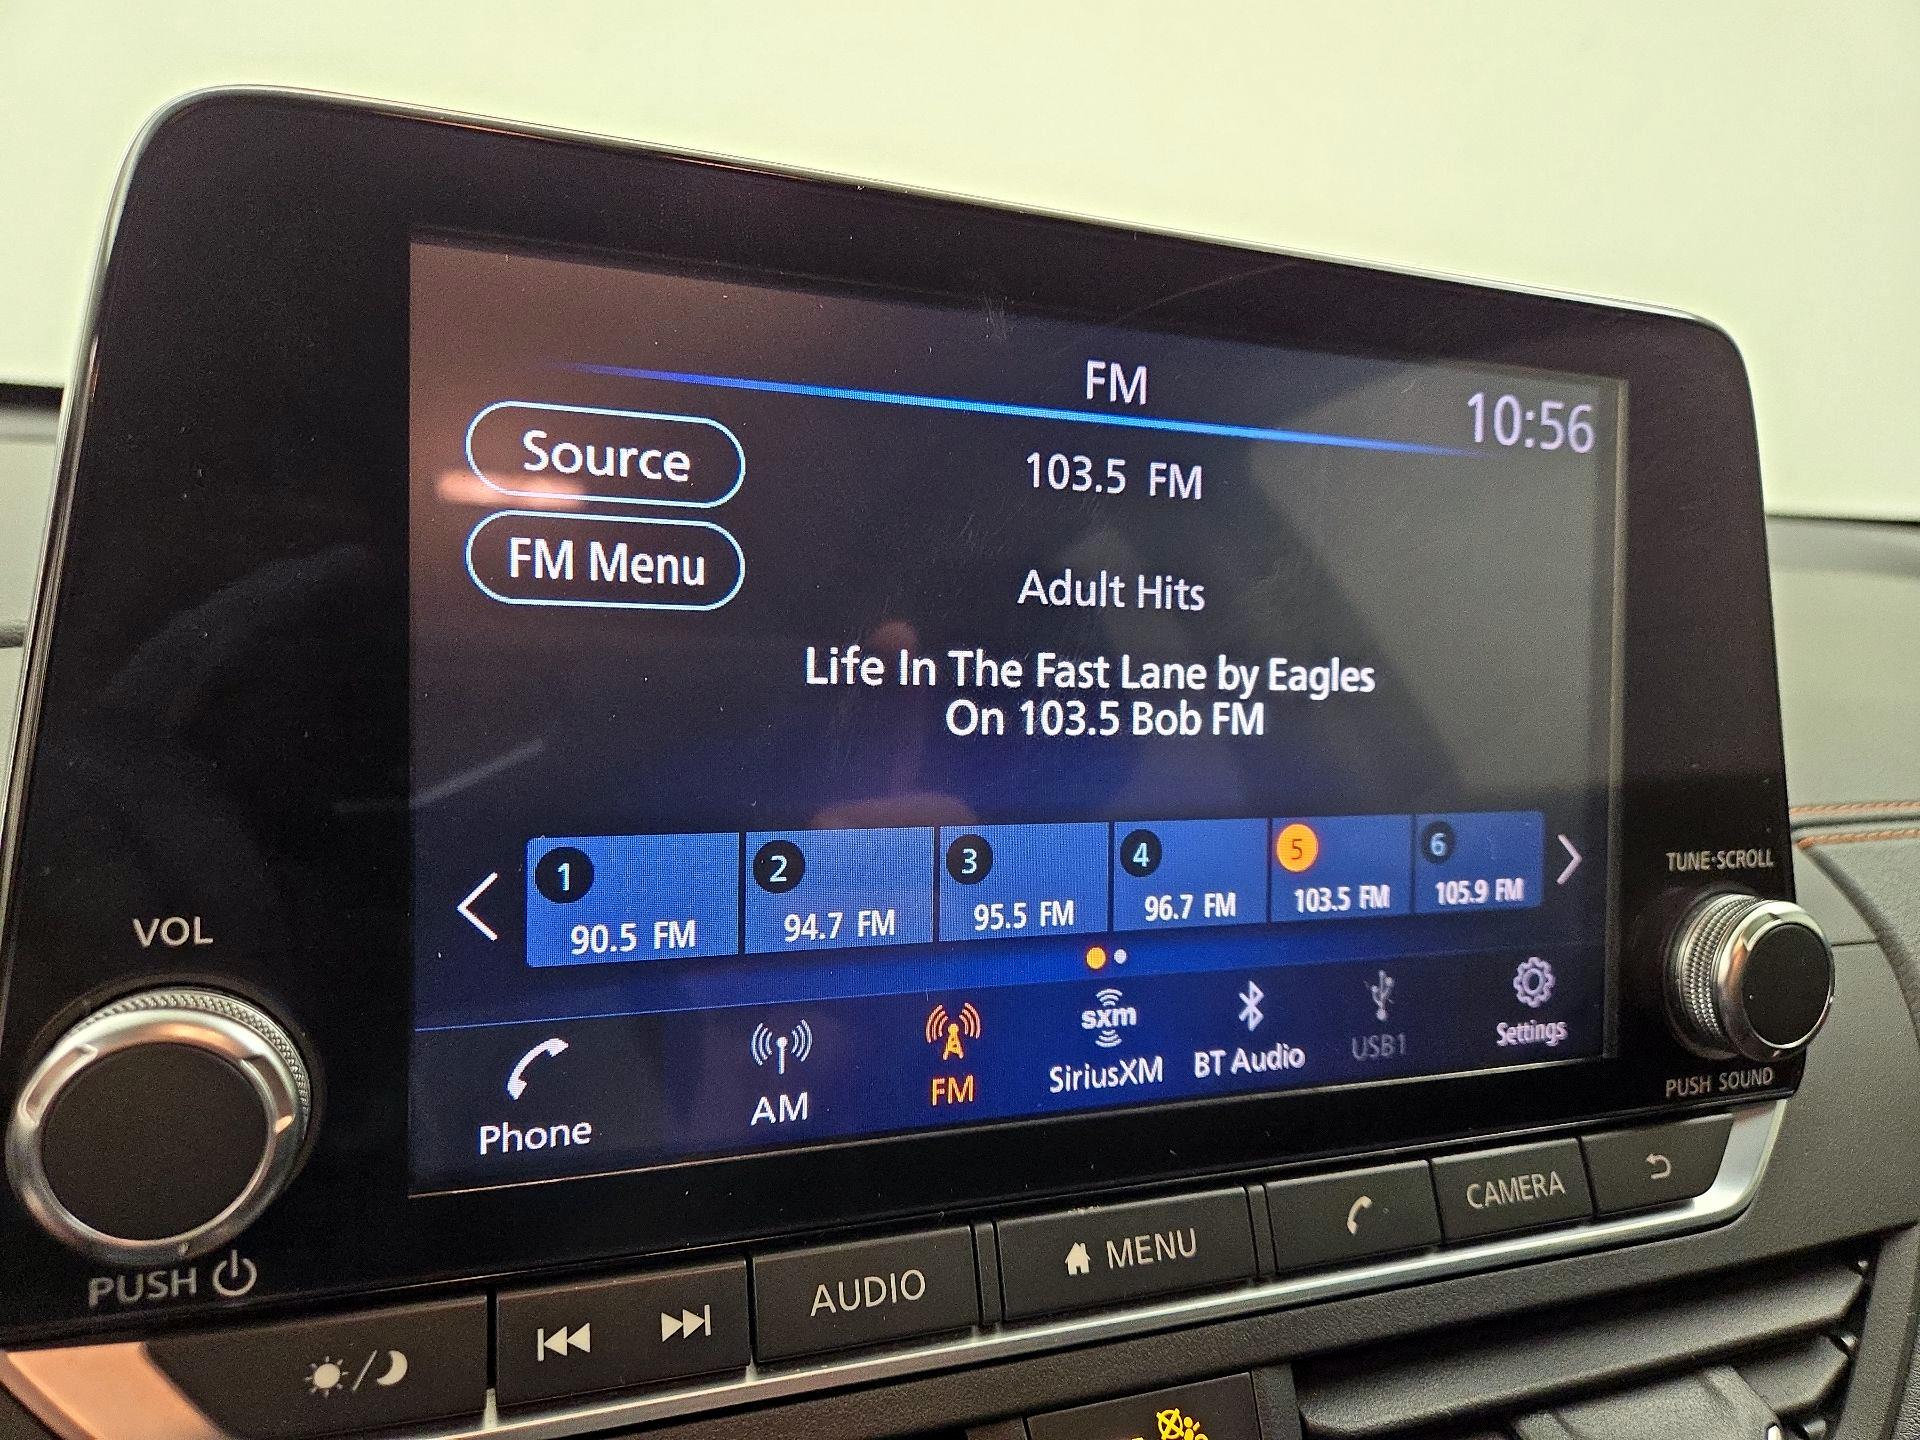 FM
10:56
Source
103.5 FM
FM Menu
Adult Hits
Life In The Fast Lane by Eagles
On 103.5 Bob FM
1
90.5 FM
2
94.7 FM
3
95.5 FM
4
96.7 FM
5
103.5 FM
6
105.9 FM
TUNE·SCROLL
VOL
Phone
AM
FM
sxm
SiriusXM
BT Audio
USB1
Settings
PUSH SOUND
PUSH
AUDIO
MENU
CAMERA